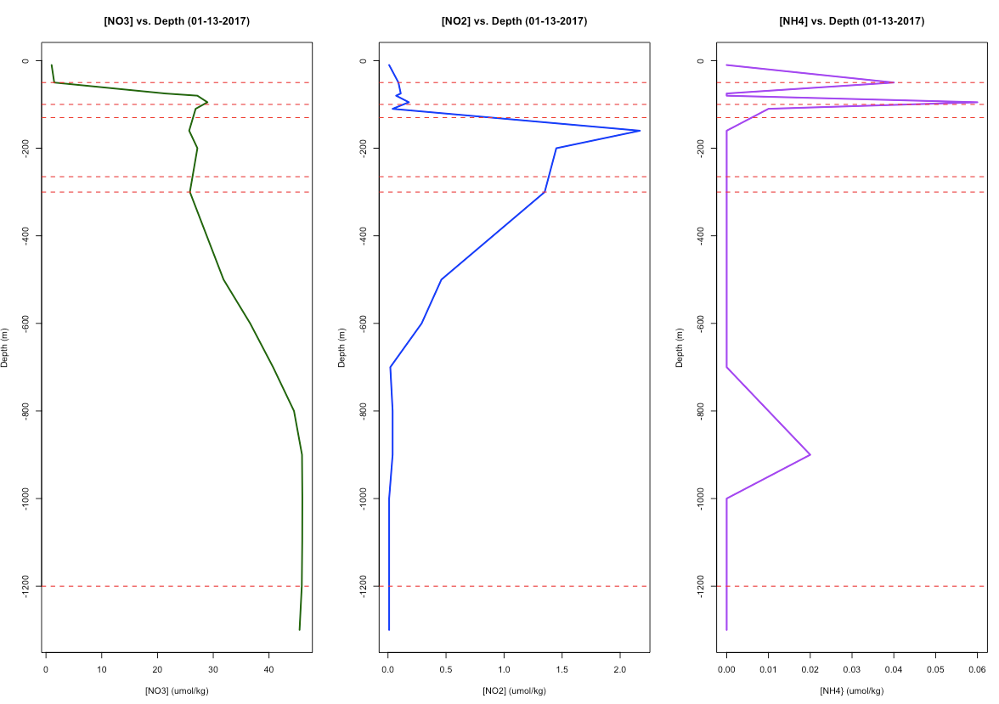 [NO3] vs. Depth (01-13-2017)
Depth (m)
0
-200
-400
-600
-800
-1000
-1200
0 10 20 30 40
[NO3] (umol/kg)
[NO2] vs. Depth (01-13-2017)
Depth (m)
0
-200
-400
-600
-800
-1000
-1200
0.0 0.5 1.0 1.5 2.0
[NO2] (umol/kg)
[NH4] vs. Depth (01-13-2017)
Depth (m)
0
-200
-400
-600
-800
-1000
-1200
0.00 0.01 0.02 0.03 0.04 0.05 0.06
[NH4} (umol/kg)